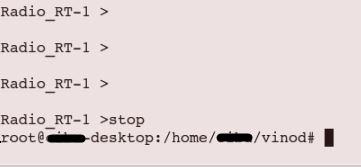 Radio_RT-1 >
Radio_RT-1 >
Radio_RT-1 >
Radio_RT-1 >stop
root@ -desktop:/home/ /vinod#